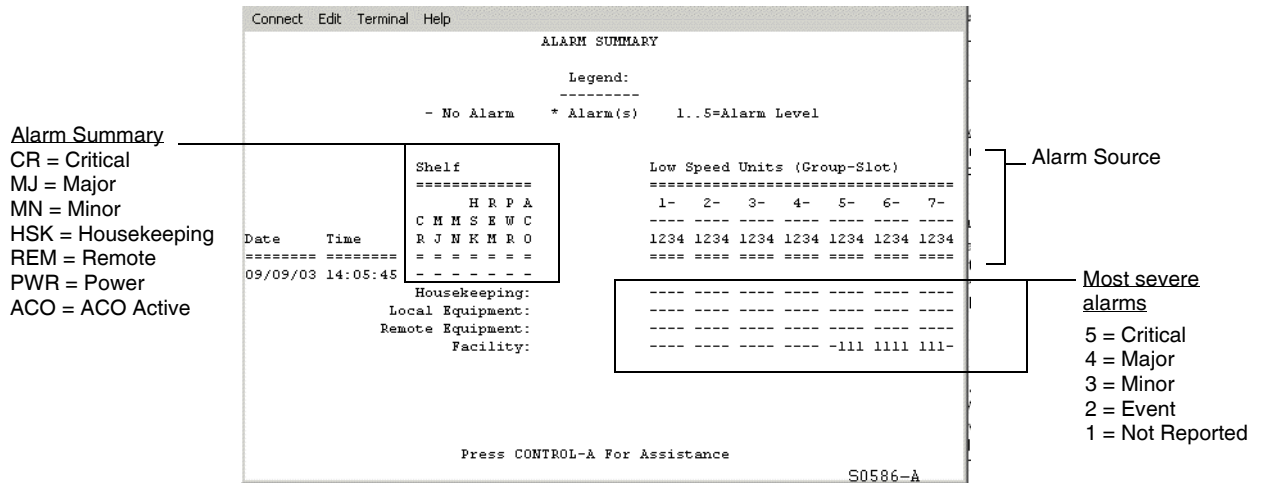 Connect Edit Terminal Help
ALARM SUMMARY
Legend:
---------
- No Alarm * Alarm(s) 1..5=Alarm Level
Alarm Summary
CR = Critical
MJ = Major
MN = Minor
HSK = Housekeeping
REM = Remote
PWR = Power
ACO = ACO Active
Shelf Low Speed Units (Group-Slot)
============= ==================================
H R P A 1- 2- 3- 4- 5- 6- 7-
C M M S E W C ---- ---- ---- ---- ---- ---- ----
Date Time R J N K M R O 1234 1234 1234 1234 1234 1234 1234
======== ======== = = = = = = = ==== ==== ==== ==== ==== ==== ====
09/09/03 14:05:45 - - - - - - -
Housekeeping: ---- ---- ---- ---- ---- ---- ----
Local Equipment: ---- ---- ---- ---- ---- ---- ----
Remote Equipment: ---- ---- ---- ---- ---- ---- ----
Facility: ---- ---- ---- ---- -111 1111 111-
Press CONTROL-A For Assistance
S0586-A
Alarm Source
Most severe
alarms
5 = Critical
4 = Major
3 = Minor
2 = Event
1 = Not Reported